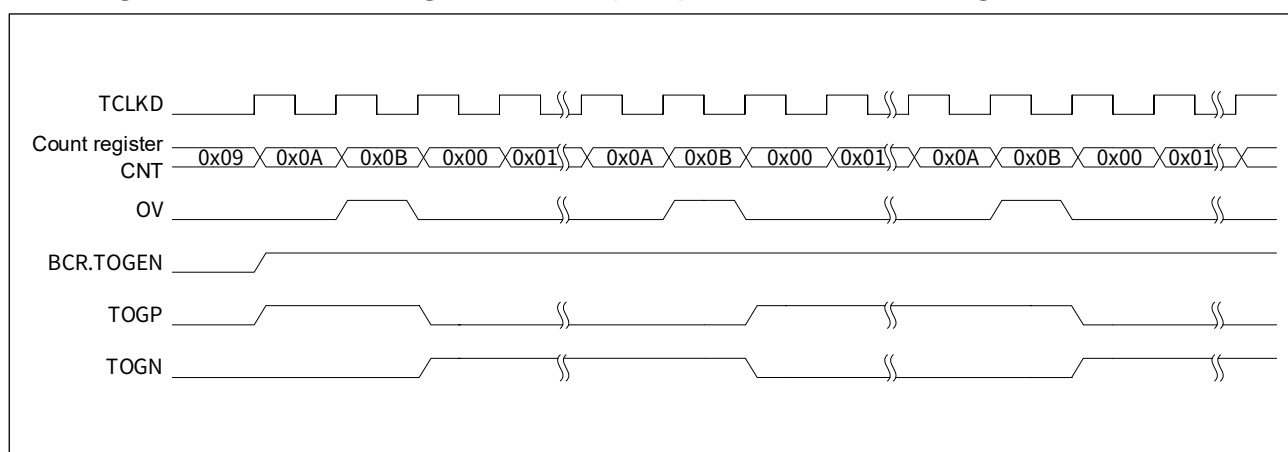 TCLKD
Count register
CNT
0x09 0x0A 0x0B 0x00 0x01 0x0A 0x0B 0x00 0x01 0x0A 0x0B 0x00 0x01
OV
BCR.TOGEN
TOGP
TOGN